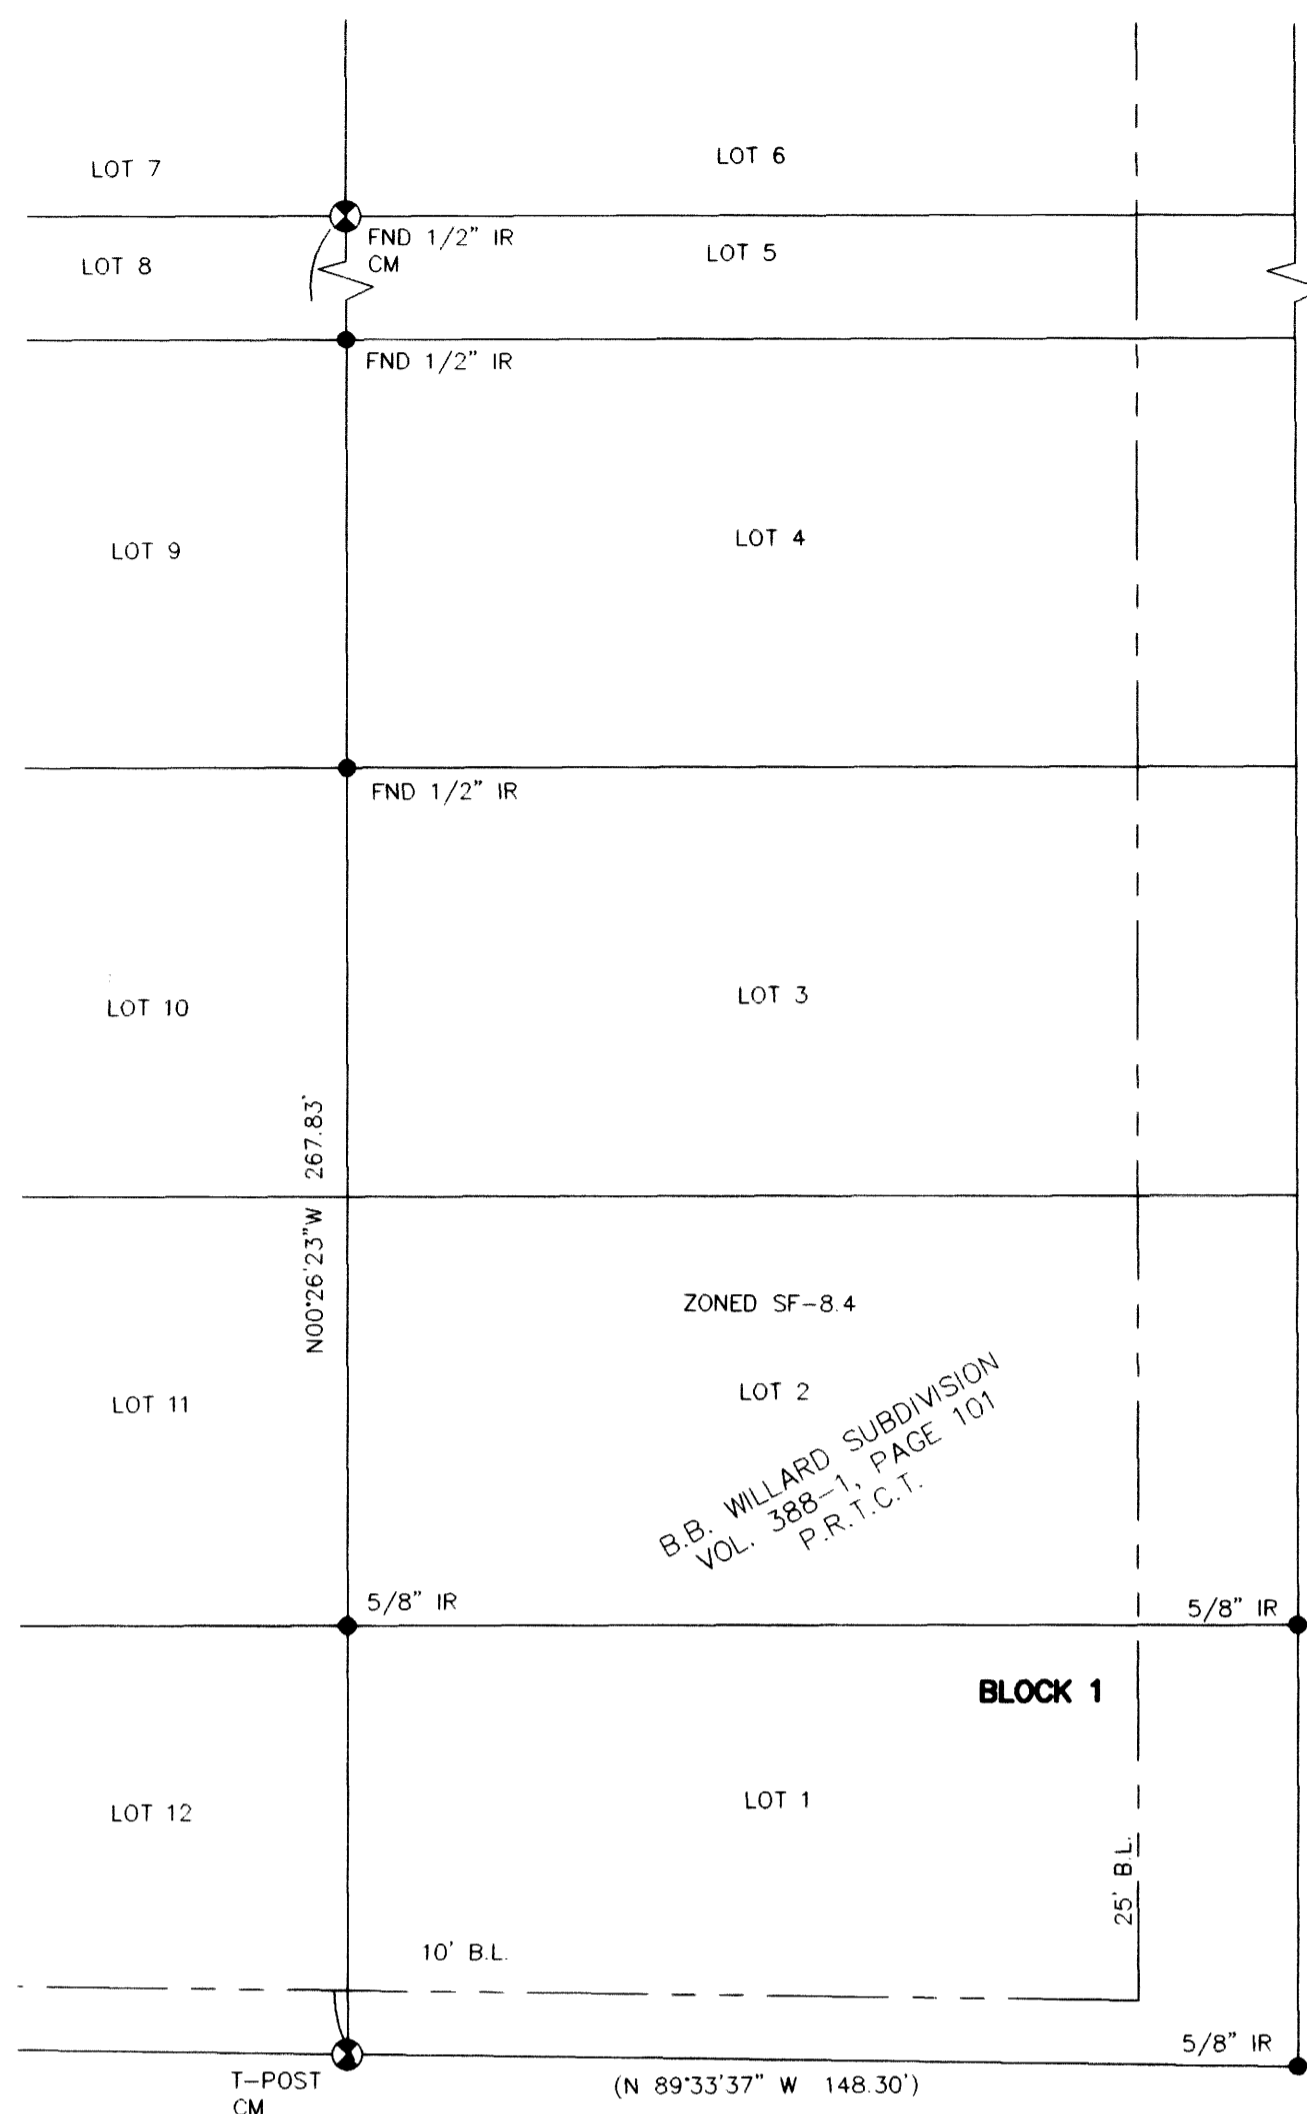 LOT 7
LOT 6
FND 1/2" IR
CM
LOT 8
LOT 5
FND 1/2" IR
LOT 9
LOT 4
FND 1/2" IR
LOT 10
LOT 3
N00°26'23"W 267.83'
ZONED SF-8.4
LOT 11
LOT 2
B.B. WILLARD SUBDIVISION
VOL. 388-1, PAGE 101
P.R.T.C.T.
5/8" IR
5/8" IR
BLOCK 1
LOT 12
LOT 1
25' B.L.
10' B.L.
5/8" IR
T-POST
CM
(N 89°33'37" W 148.30')